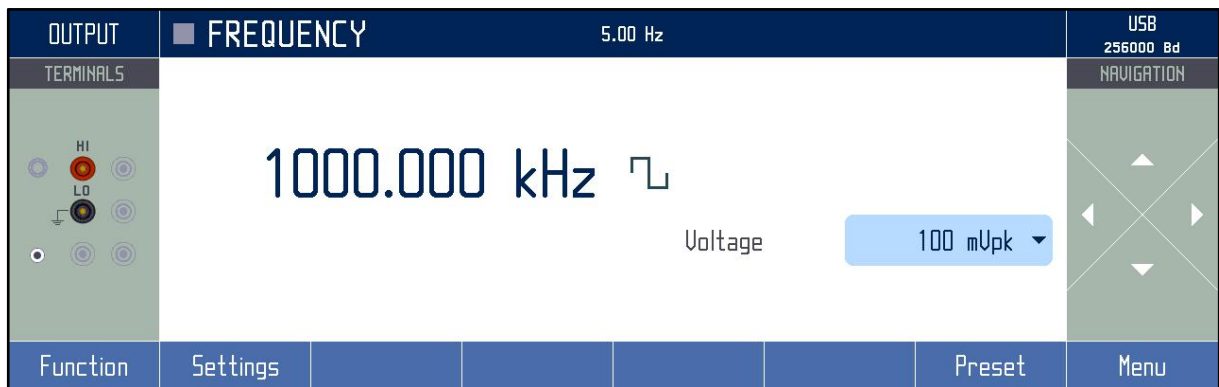 OUTPUT
FREQUENCY
5.00 Hz
USB
256000 Bd
TERMINALS
NAVIGATION
HI
LO
1000.000 kHz
Voltage
100 mVpk
Function
Settings
Preset
Menu